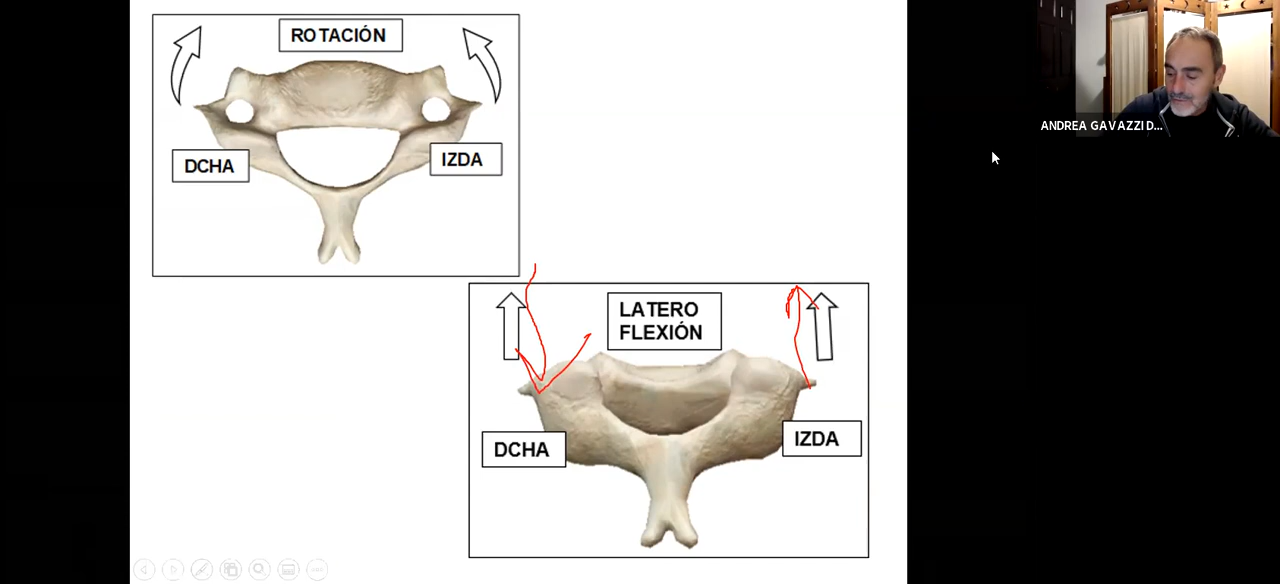 ROTACIÓN
DCHA
IZDA
LATERO
FLEXIÓN
DCHA
IZDA
ANDREA GAVAZZI D...